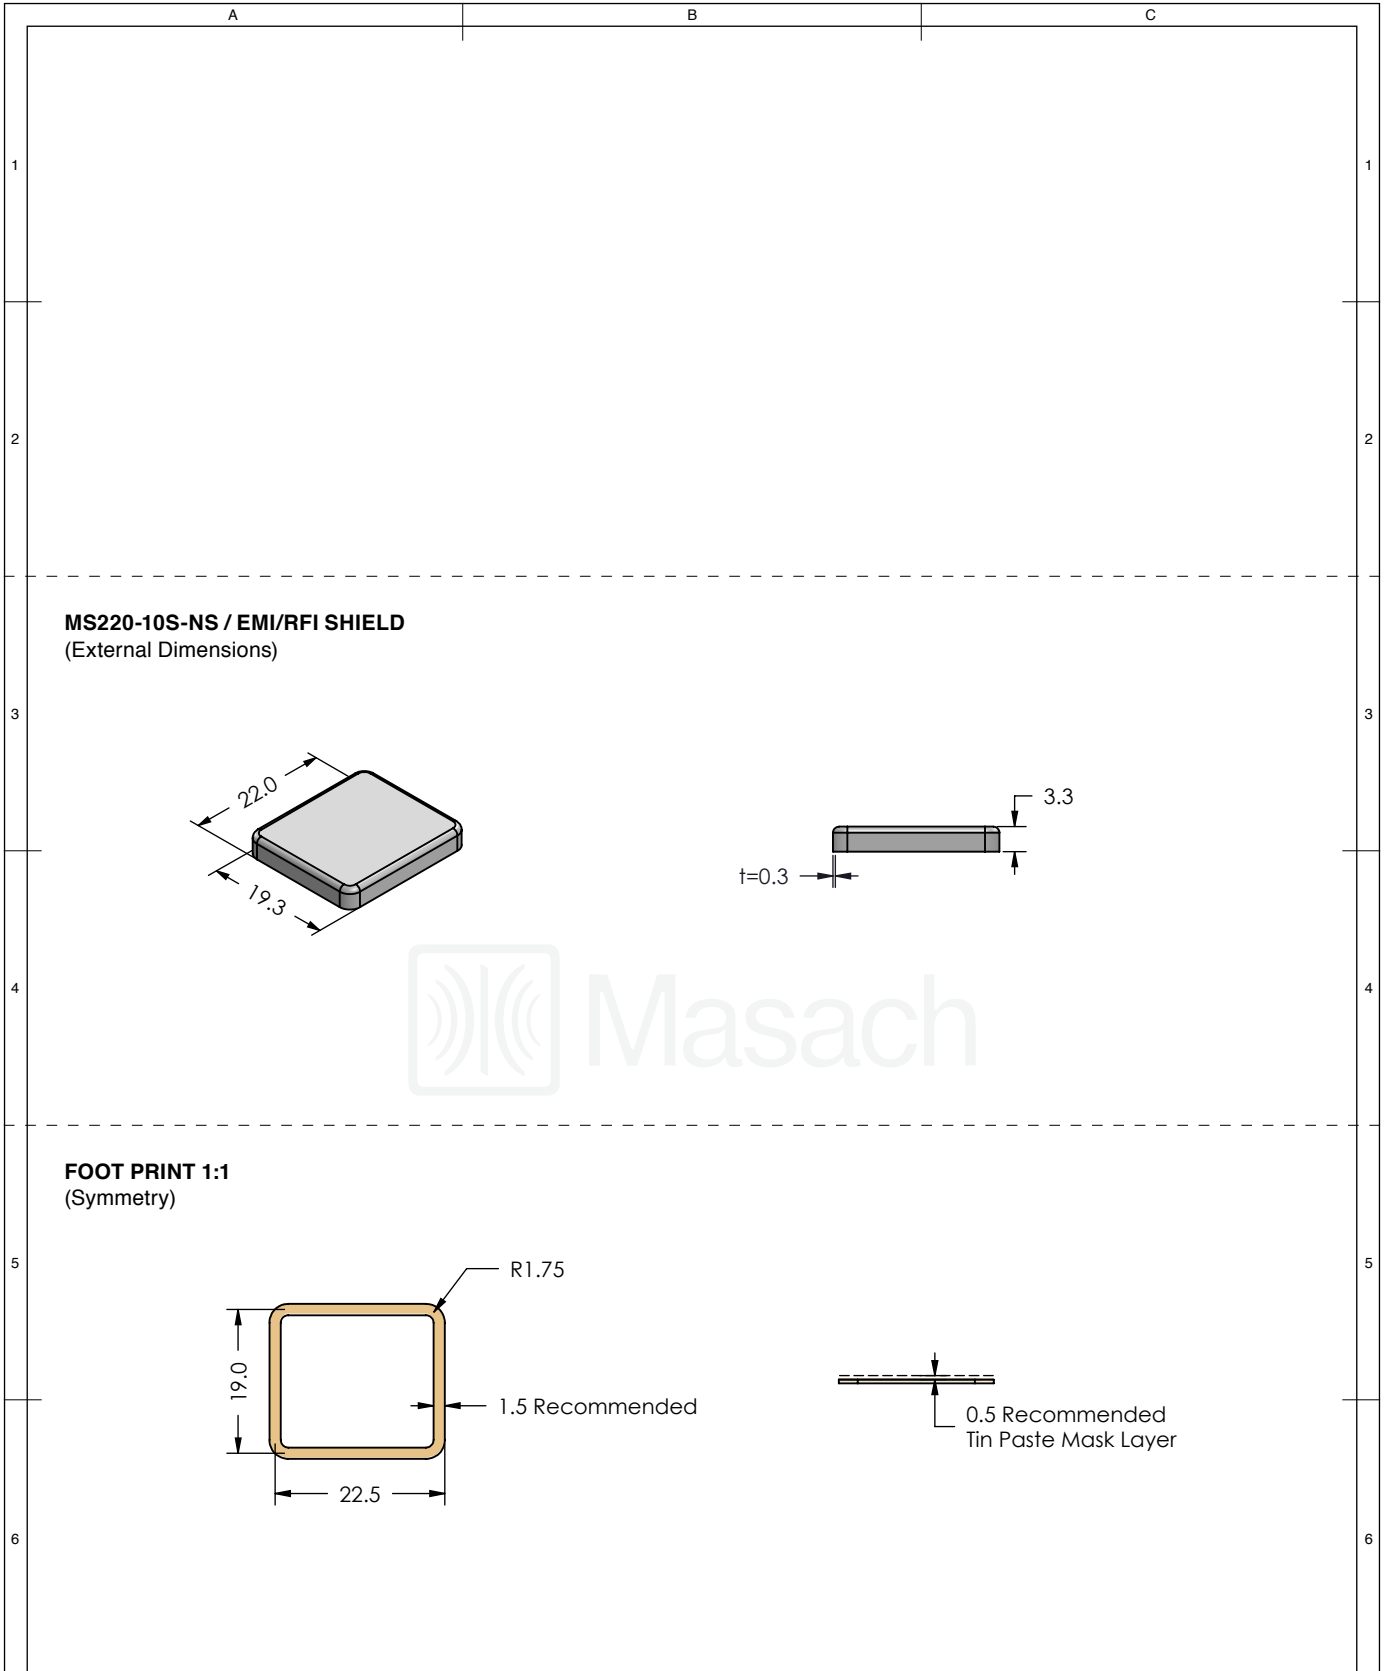 A B C
1 1
2 2
MS220-10S-NS / EMI/RFI SHIELD
(External Dimensions)
3 3
22.0
3.3
t=0.3
19.3
4 4
Masach
FOOT PRINT 1:1
(Symmetry)
5 5
R1.75
19.0
1.5 Recommended
0.5 Recommended
Tin Paste Mask Layer
22.5
6 6